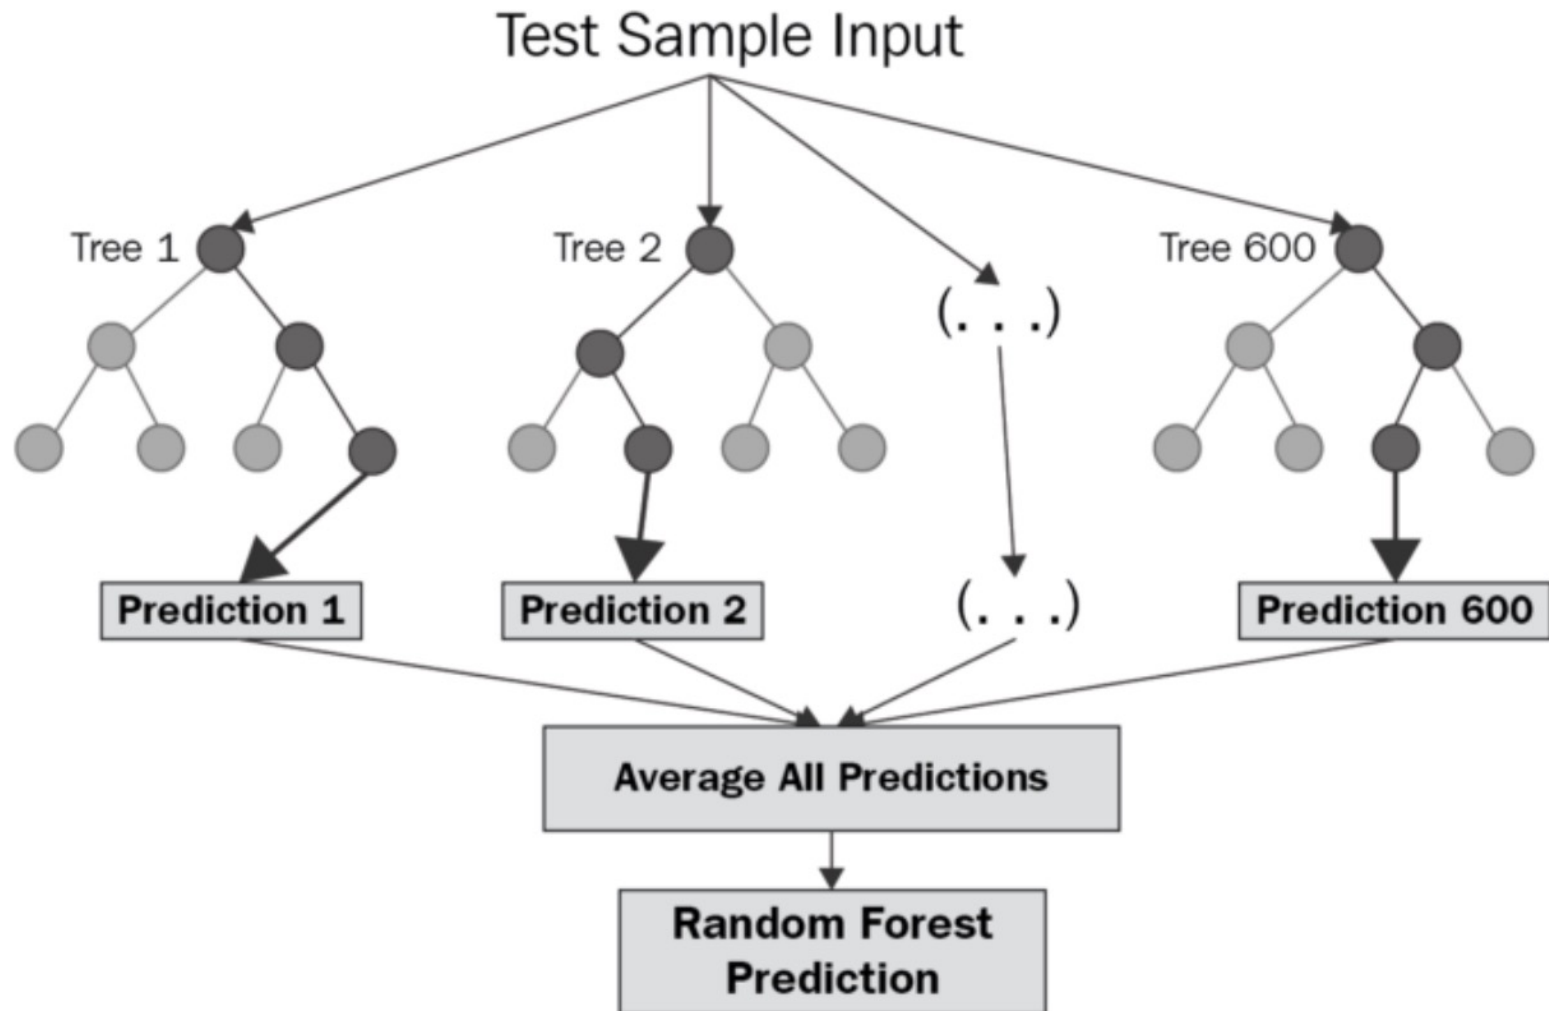 Test Sample Input
Tree 1
Tree 2
Tree 600
(. . .)
Prediction 1
Prediction 2
(. . .)
Prediction 600
Average All Predictions
Random Forest
Prediction